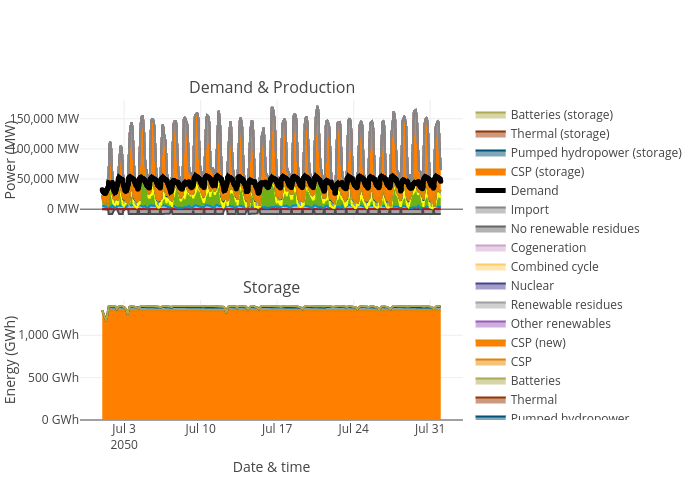 Demand & Production
Power (MW)
150,000 MW
100,000 MW
50,000 MW
0 MW
Storage
Energy (GWh)
1,000 GWh
500 GWh
0 GWh
Jul 3
2050
Jul 10
Jul 17
Jul 24
Jul 31
Date & time
Batteries (storage)
Thermal (storage)
Pumped hydropower (storage)
CSP (storage)
Demand
Import
No renewable residues
Cogeneration
Combined cycle
Nuclear
Renewable residues
Other renewables
CSP (new)
CSP
Batteries
Thermal
Pumped hydropower